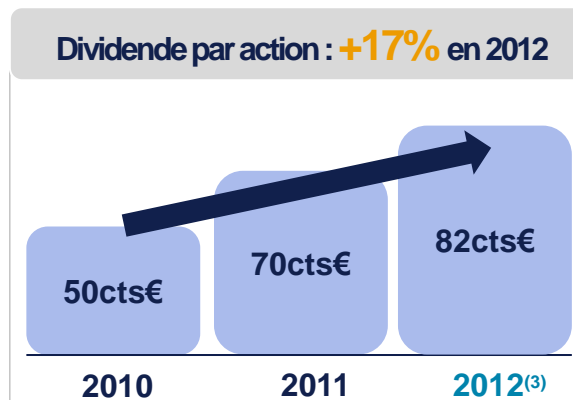 Dividende par action : +17% en 2012
82cts€
70cts€
50cts€
2010 2011 2012(3)